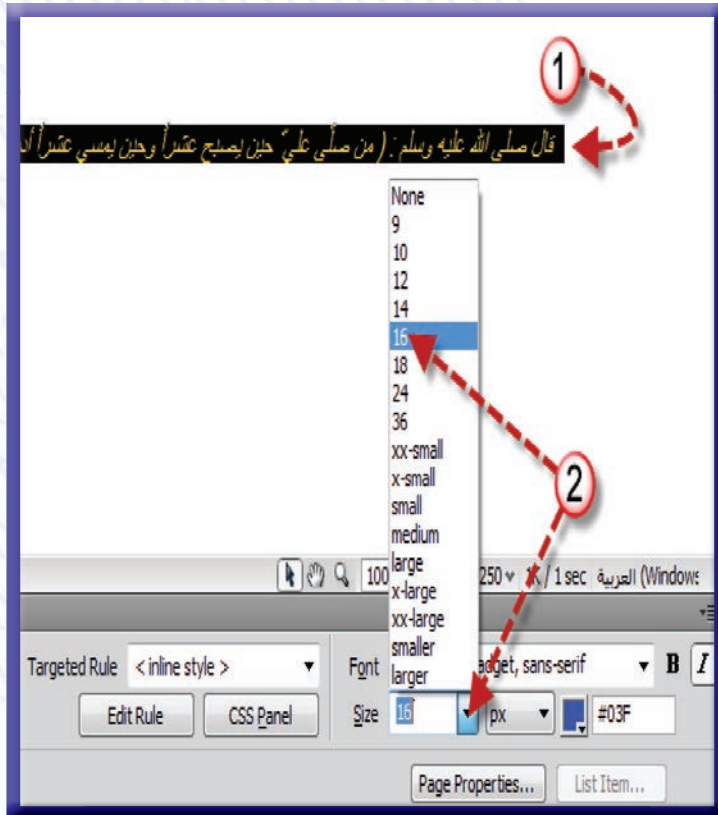 1
قال صلى الله عليه وسلم : ( من صلَّى عليّ حين يصبح عشراً وحين يمسي عشراً
None
9
10
12
14
16
18
24
36
xx-small
x-small
small
medium
large
x-large
xx-large
smaller
larger
2
100
250 1K / 1 sec العربية (Windows
Targeted Rule < inline style > Font adget, sans-serif B I
Edit Rule CSS Panel Size 16 px #03F
Page Properties... List Item...